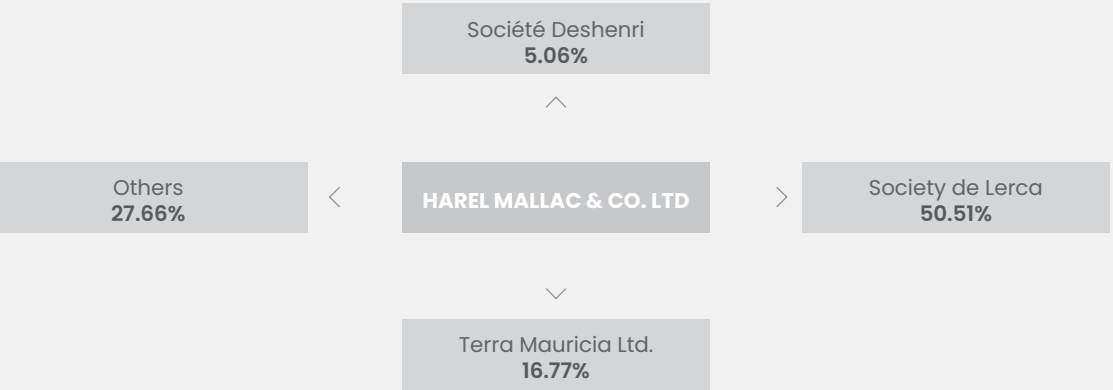 Société Deshenri
5.06%
Others
27.66%
HAREL MALLAC & CO. LTD
Society de Lerca
50.51%
Terra Mauricia Ltd.
16.77%